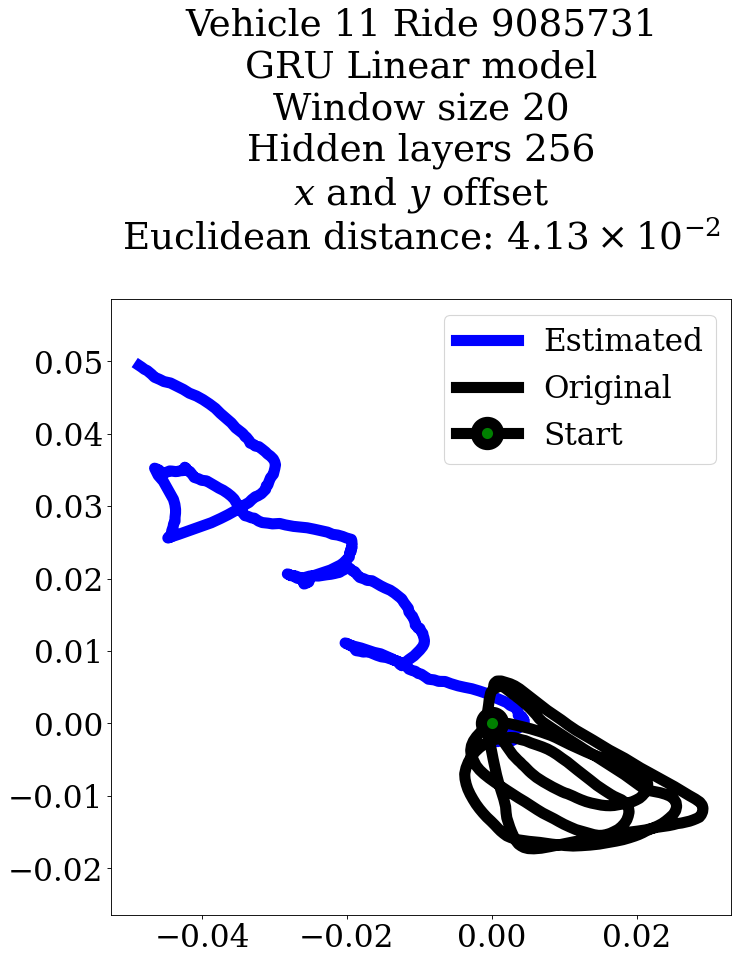 Vehicle 11 Ride 9085731
GRU Linear model
Window size 20
Hidden layers 256
x and y offset
Euclidean distance: 4.13 × 10⁻²
Estimated
Original
Start
0.05
0.04
0.03
0.02
0.01
0.00
−0.01
−0.02
−0.04 −0.02 0.00 0.02